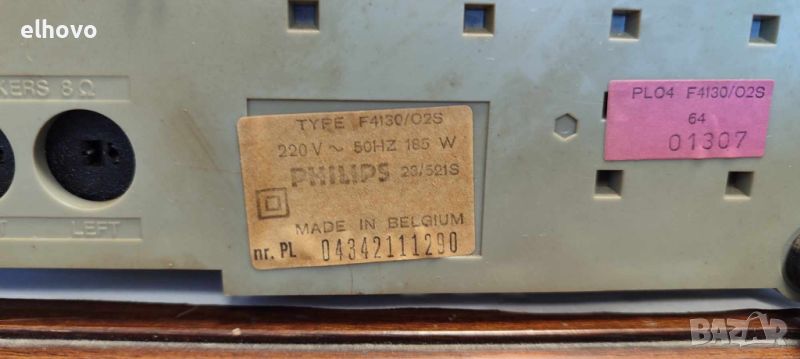 elhovo
KERS 8 Ω
LEFT
TYPE F4130/02S
220V ~ 50HZ 165 W
PHILIPS 23/521S
MADE IN BELGIUM
nr. PL 04342111290
PL04 F4130/02S
64
01307
BAZAR